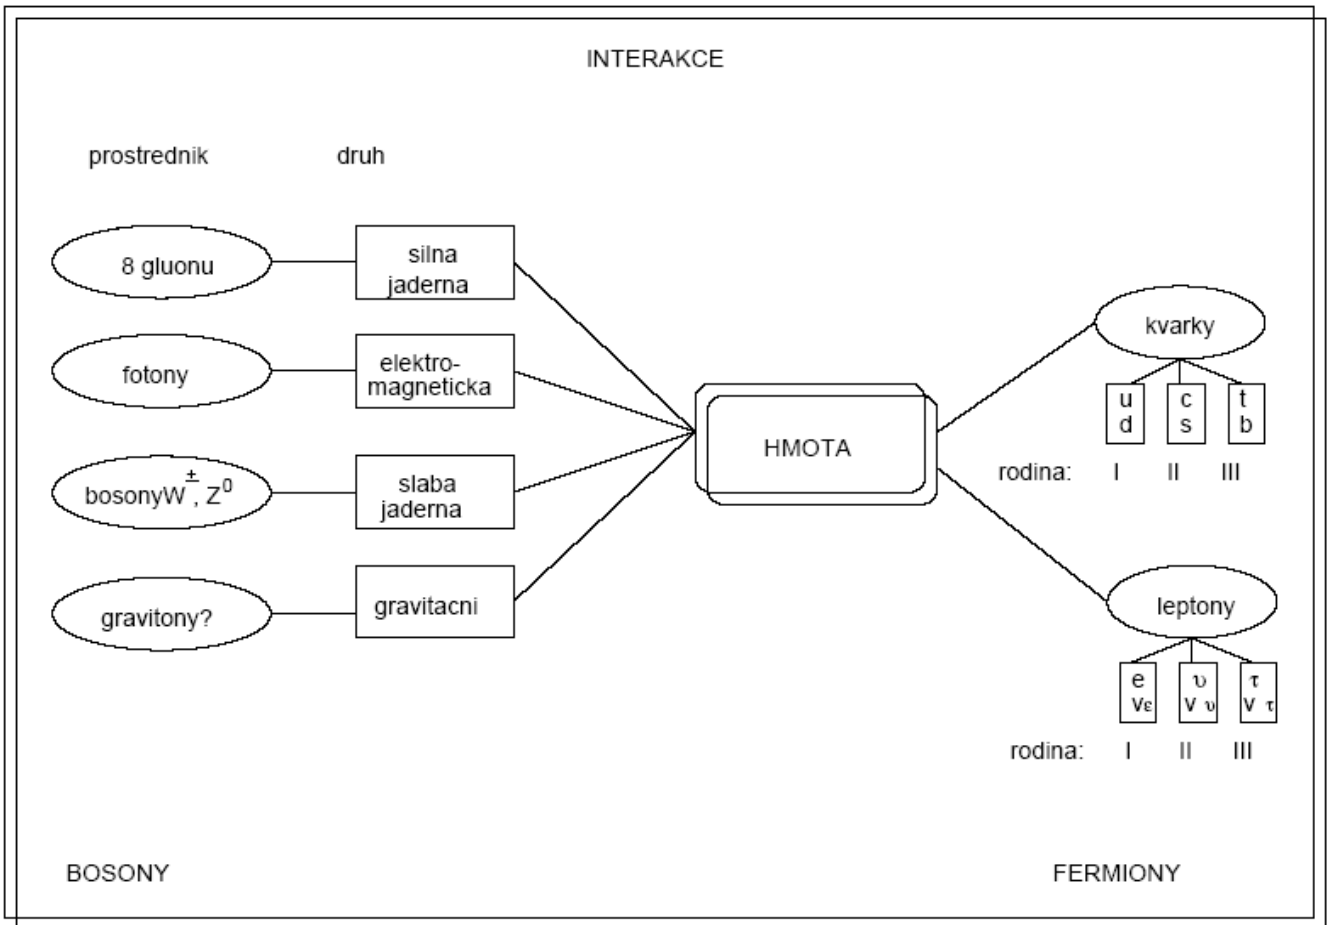 INTERAKCE
prostrednik
druh
8 gluonu
silna
jaderna
fotony
elektro-
magneticka
bosonyW±, Z⁰
slaba
jaderna
gravitony?
gravitacni
HMOTA
kvarky
u c t
d s b
rodina: I II III
leptony
e υ τ
νε ν υ ν τ
rodina: I II III
BOSONY
FERMIONY